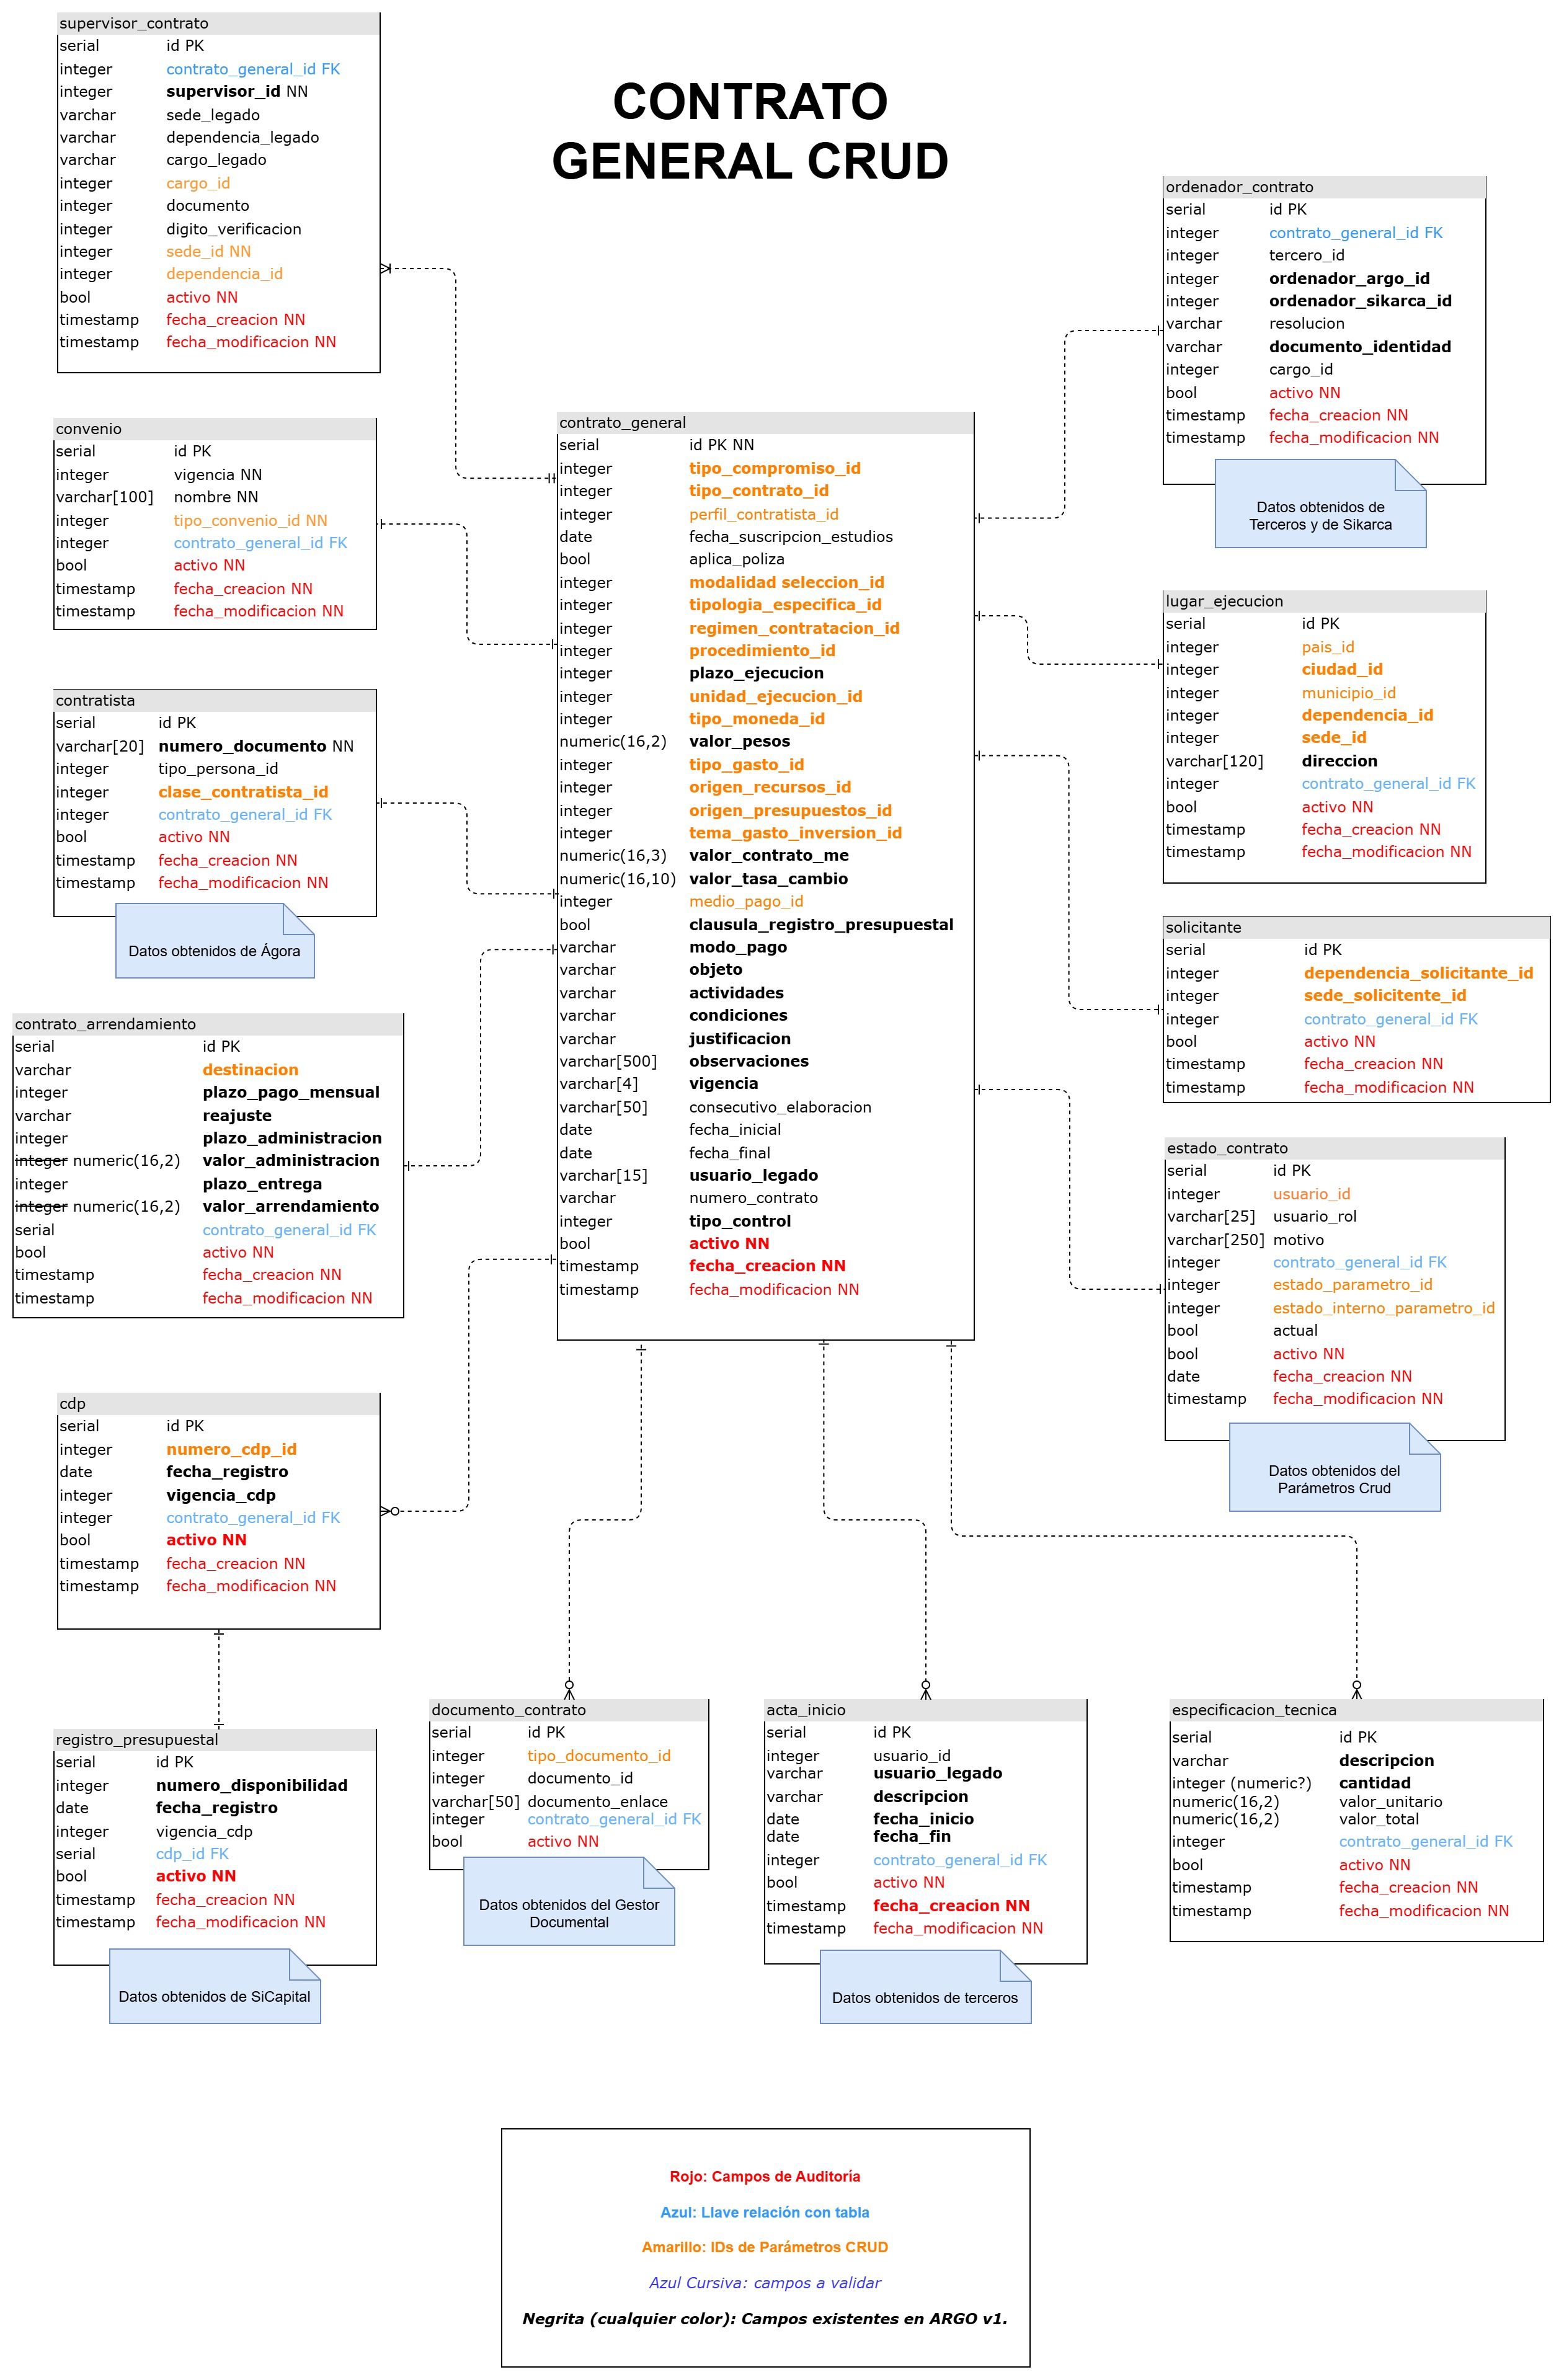 CONTRATO
GENERAL CRUD
supervisor_contrato
serial id PK
integer contrato_general_id FK
integer supervisor_id NN
varchar sede_legado
varchar dependencia_legado
varchar cargo_legado
integer cargo_id
integer documento
integer digito_verificacion
integer sede_id NN
integer dependencia_id
bool activo NN
timestamp fecha_creacion NN
timestamp fecha_modificacion NN
convenio
serial id PK
integer vigencia NN
varchar[100] nombre NN
integer tipo_convenio_id NN
integer contrato_general_id FK
bool activo NN
timestamp fecha_creacion NN
timestamp fecha_modificacion NN
contratista
serial id PK
varchar[20] numero_documento NN
integer tipo_persona_id
integer clase_contratista_id
integer contrato_general_id FK
bool activo NN
timestamp fecha_creacion NN
timestamp fecha_modificacion NN
Datos obtenidos de Ágora
contrato_arrendamiento
serial id PK
varchar destinacion
integer plazo_pago_mensual
varchar reajuste
integer plazo_administracion
integer numeric(16,2) valor_administracion
integer plazo_entrega
integer numeric(16,2) valor_arrendamiento
serial contrato_general_id FK
bool activo NN
timestamp fecha_creacion NN
timestamp fecha_modificacion NN
cdp
serial id PK
integer numero_cdp_id
date fecha_registro
integer vigencia_cdp
integer contrato_general_id FK
bool activo NN
timestamp fecha_creacion NN
timestamp fecha_modificacion NN
registro_presupuestal
serial id PK
integer numero_disponibilidad
date fecha_registro
integer vigencia_cdp
serial cdp_id FK
bool activo NN
timestamp fecha_creacion NN
timestamp fecha_modificacion NN
Datos obtenidos de SiCapital
contrato_general
serial id PK NN
integer tipo_compromiso_id
integer tipo_contrato_id
integer perfil_contratista_id
date fecha_suscripcion_estudios
bool aplica_poliza
integer modalidad seleccion_id
integer tipologia_especifica_id
integer regimen_contratacion_id
integer procedimiento_id
integer plazo_ejecucion
integer unidad_ejecucion_id
integer tipo_moneda_id
numeric(16,2) valor_pesos
integer tipo_gasto_id
integer origen_recursos_id
integer origen_presupuestos_id
integer tema_gasto_inversion_id
numeric(16,3) valor_contrato_me
numeric(16,10) valor_tasa_cambio
integer medio_pago_id
bool clausula_registro_presupuestal
varchar modo_pago
varchar objeto
varchar actividades
varchar condiciones
varchar justificacion
varchar[500] observaciones
varchar[4] vigencia
varchar[50] consecutivo_elaboracion
date fecha_inicial
date fecha_final
varchar[15] usuario_legado
varchar numero_contrato
integer tipo_control
bool activo NN
timestamp fecha_creacion NN
timestamp fecha_modificacion NN
ordenador_contrato
serial id PK
integer contrato_general_id FK
integer tercero_id
integer ordenador_argo_id
integer ordenador_sikarca_id
varchar resolucion
varchar documento_identidad
integer cargo_id
bool activo NN
timestamp fecha_creacion NN
timestamp fecha_modificacion NN
Datos obtenidos de
Terceros y de Sikarca
lugar_ejecucion
serial id PK
integer pais_id
integer ciudad_id
integer municipio_id
integer dependencia_id
integer sede_id
varchar[120] direccion
integer contrato_general_id FK
bool activo NN
timestamp fecha_creacion NN
timestamp fecha_modificacion NN
solicitante
serial id PK
integer dependencia_solicitante_id
integer sede_solicitente_id
integer contrato_general_id FK
bool activo NN
timestamp fecha_creacion NN
timestamp fecha_modificacion NN
estado_contrato
serial id PK
integer usuario_id
varchar[25] usuario_rol
varchar[250] motivo
integer contrato_general_id FK
integer estado_parametro_id
integer estado_interno_parametro_id
bool actual
bool activo NN
date fecha_creacion NN
timestamp fecha_modificacion NN
Datos obtenidos del
Parámetros Crud
documento_contrato
serial id PK
integer tipo_documento_id
integer documento_id
varchar[50] documento_enlace
integer contrato_general_id FK
bool activo NN
Datos obtenidos del Gestor
Documental
acta_inicio
serial id PK
integer usuario_id
varchar usuario_legado
varchar descripcion
date fecha_inicio
date fecha_fin
integer contrato_general_id FK
bool activo NN
timestamp fecha_creacion NN
timestamp fecha_modificacion NN
Datos obtenidos de terceros
especificacion_tecnica
serial id PK
varchar descripcion
integer (numeric?) cantidad
numeric(16,2) valor_unitario
numeric(16,2) valor_total
integer contrato_general_id FK
bool activo NN
timestamp fecha_creacion NN
timestamp fecha_modificacion NN
Rojo: Campos de Auditoría
Azul: Llave relación con tabla
Amarillo: IDs de Parámetros CRUD
Azul Cursiva: campos a validar
Negrita (cualquier color): Campos existentes en ARGO v1.